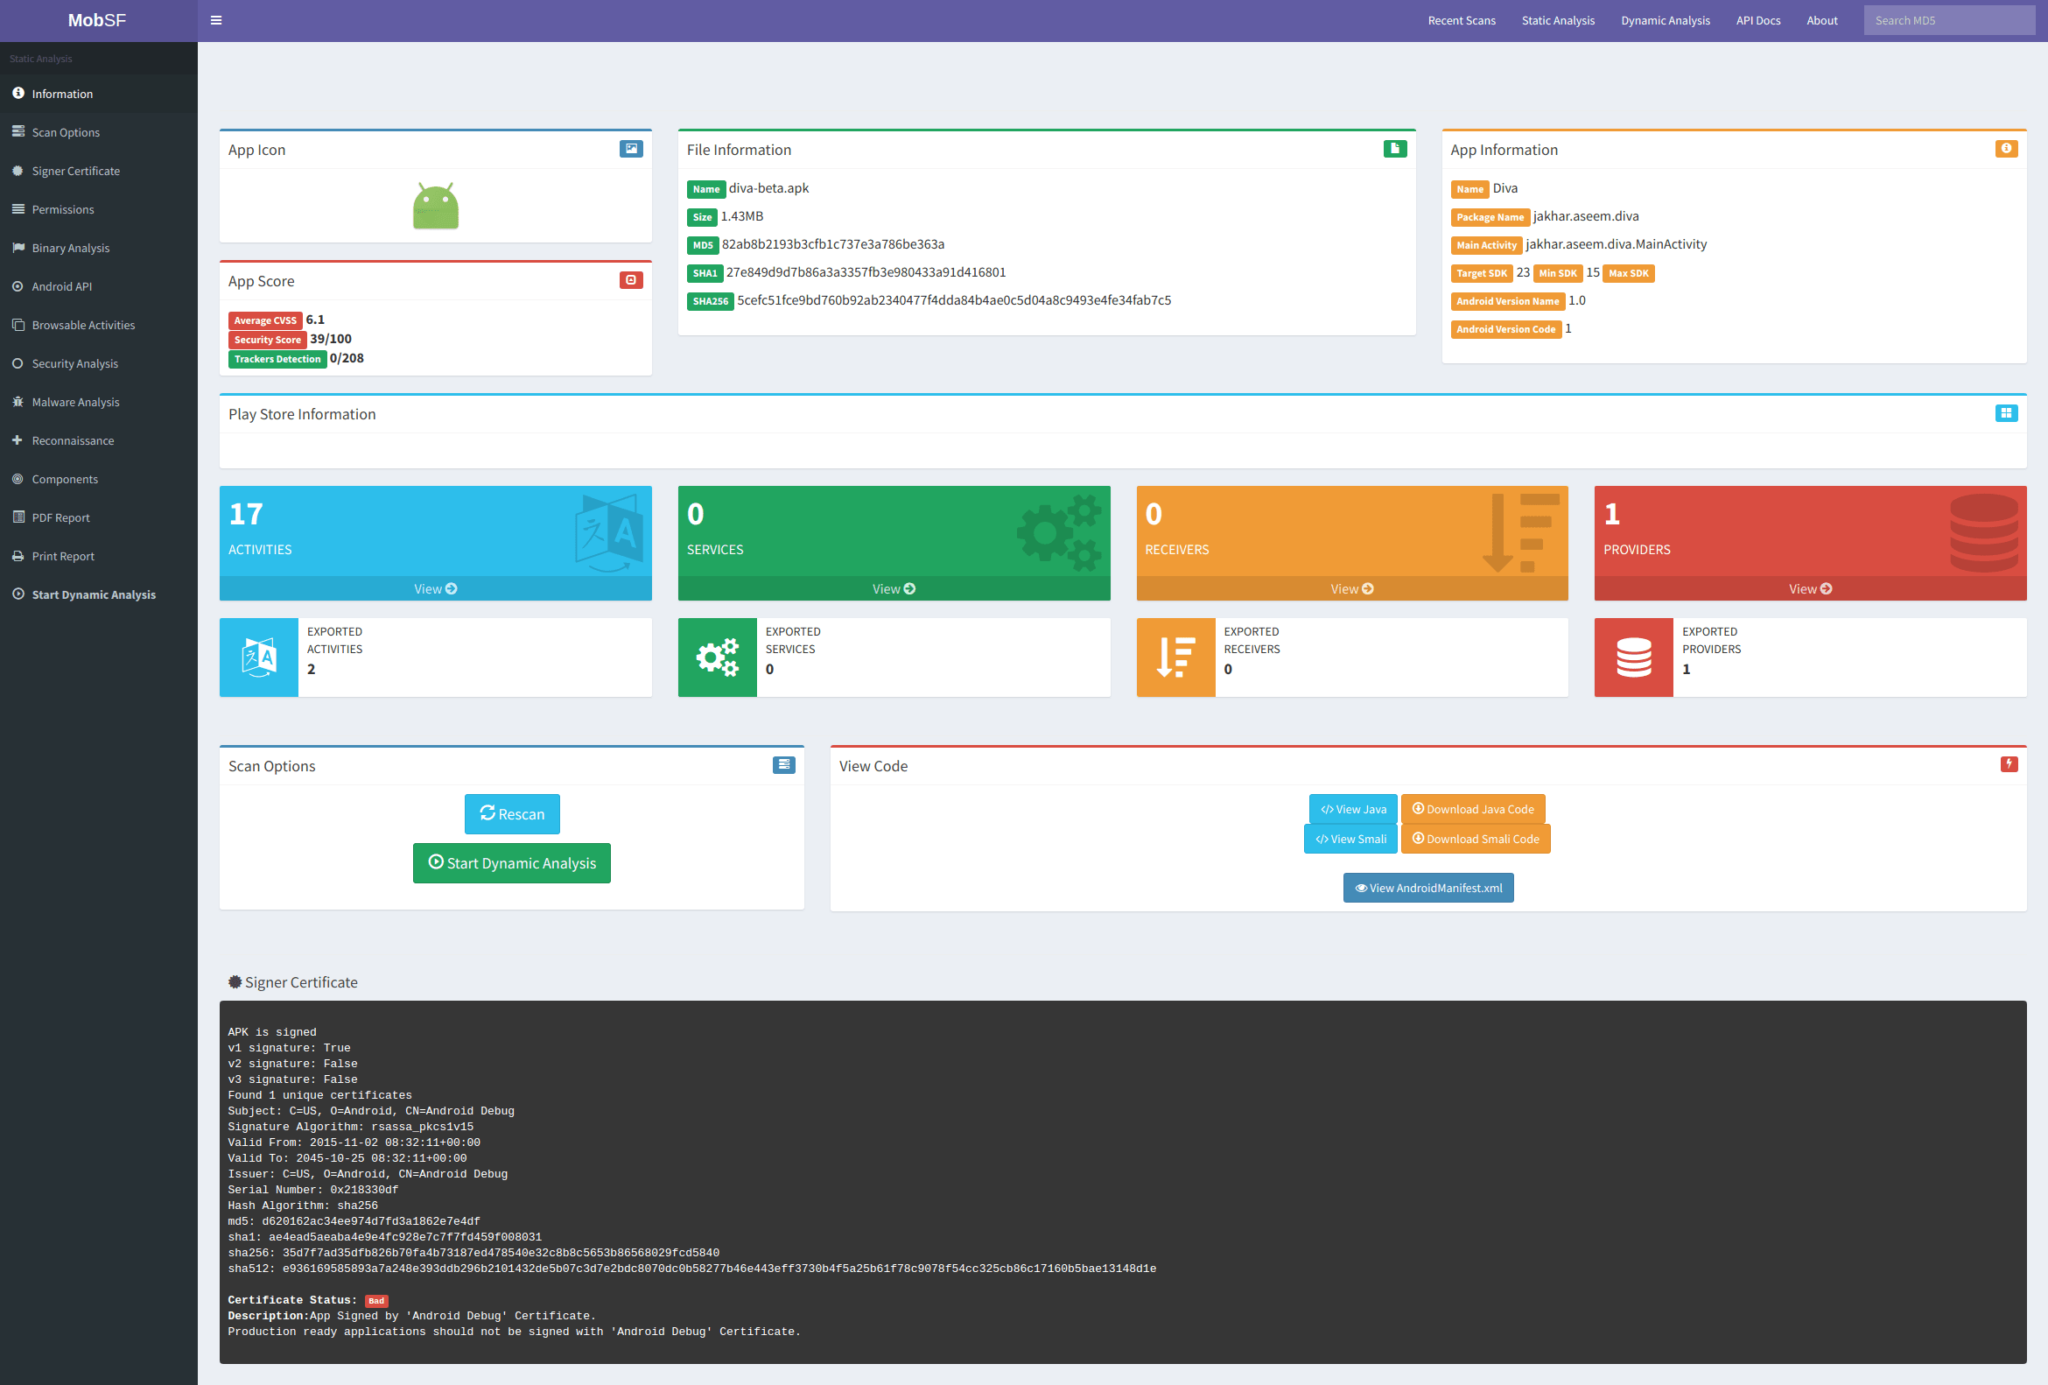 MobSF
Recent Scans
Static Analysis
Dynamic Analysis
API Docs
About
Search MD5
Static Analysis
Information
Scan Options
Signer Certificate
Permissions
Binary Analysis
Android API
Browsable Activities
Security Analysis
Malware Analysis
Reconnaissance
Components
PDF Report
Print Report
Start Dynamic Analysis
App Icon
App Score
Average CVSS 6.1
Security Score 39/100
Trackers Detection 0/208
File Information
Name diva-beta.apk
Size 1.43MB
MD5 82ab8b2193b3cfb1c737e3a786be363a
SHA1 27e849d9d7b86a3a3357fb3e980433a91d416801
SHA256 5cefc51fce9bd760b92ab2340477f4dda84b4ae0c5d04a8c9493e4fe34fab7c5
App Information
Name Diva
Package Name jakhar.aseem.diva
Main Activity jakhar.aseem.diva.MainActivity
Target SDK 23 Min SDK 15 Max SDK
Android Version Name 1.0
Android Version Code 1
Play Store Information
17
ACTIVITIES
View
0
SERVICES
View
0
RECEIVERS
View
1
PROVIDERS
View
EXPORTED
ACTIVITIES
2
EXPORTED
SERVICES
0
EXPORTED
RECEIVERS
0
EXPORTED
PROVIDERS
1
Scan Options
Rescan
Start Dynamic Analysis
View Code
</> View Java Download Java Code
</> View Smali Download Smali Code
View AndroidManifest.xml
Signer Certificate
APK is signed
v1 signature: True
v2 signature: False
v3 signature: False
Found 1 unique certificates
Subject: C=US, O=Android, CN=Android Debug
Signature Algorithm: rsassa_pkcs1v15
Valid From: 2015-11-02 08:32:11+00:00
Valid To: 2045-10-25 08:32:11+00:00
Issuer: C=US, O=Android, CN=Android Debug
Serial Number: 0x218330df
Hash Algorithm: sha256
md5: d620162ac34ee974d7fd3a1862e7e4df
sha1: ae4ead5aeaba4e9e4fc928e7c7f7fd459f008031
sha256: 35d7f7ad35dfb826b70fa4b73187ed478540e32c8b8c5653b86568029fcd5840
sha512: e936169585893a7a248e393ddb296b2101432de5b07c3d7e2bdc8070dc0b58277b46e443eff3730b4f5a25b61f78c9078f54cc325cb86c17160b5bae13148d1e
Certificate Status: Bad
Description:App Signed by 'Android Debug' Certificate.
Production ready applications should not be signed with 'Android Debug' Certificate.